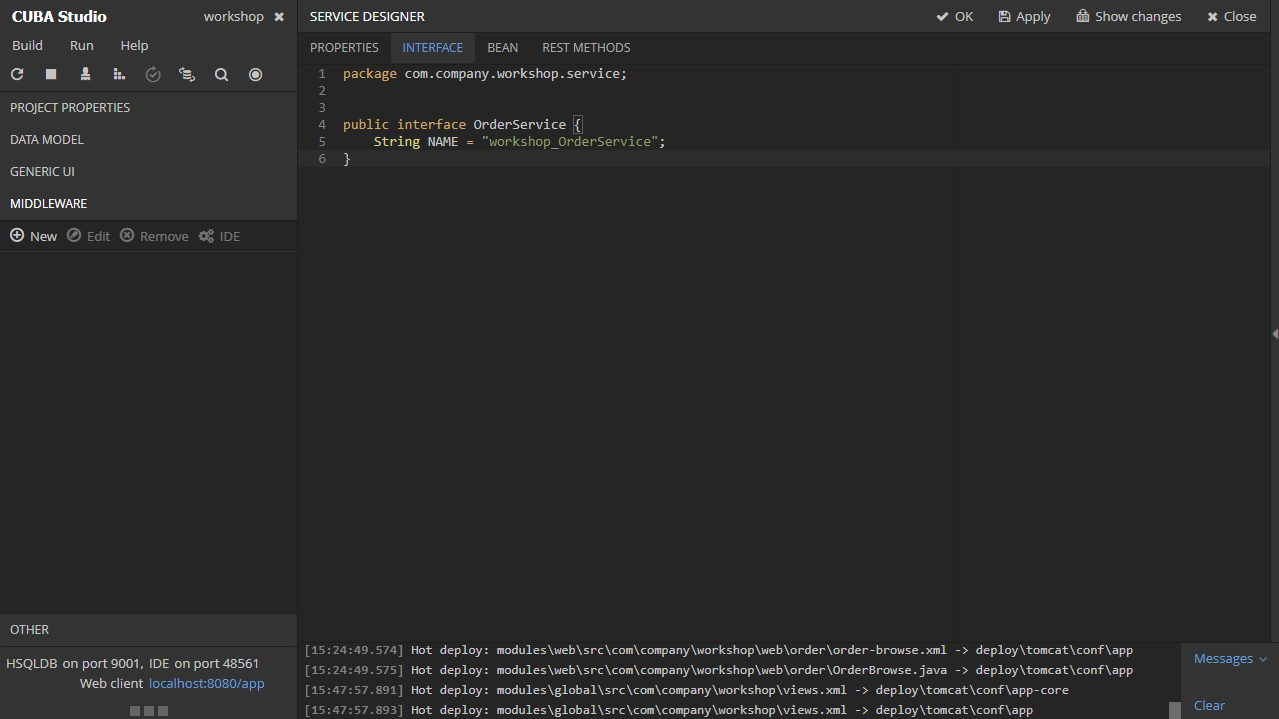 CUBA Studio
workshop
Build Run Help
PROJECT PROPERTIES
DATA MODEL
GENERIC UI
MIDDLEWARE
New Edit Remove IDE
OTHER
HSQLDB on port 9001, IDE on port 48561
Web client localhost:8080/app
SERVICE DESIGNER
OK Apply Show changes Close
PROPERTIES INTERFACE BEAN REST METHODS
1 package com.company.workshop.service;
2
3
4 public interface OrderService {
5 String NAME = "workshop_OrderService";
6 }
[15:24:49.574] Hot deploy: modules\web\src\com\company\workshop\web\order\order-browse.xml -> deploy\tomcat\conf\app
[15:24:49.575] Hot deploy: modules\web\src\com\company\workshop\web\order\OrderBrowse.java -> deploy\tomcat\conf\app
[15:47:57.891] Hot deploy: modules\global\src\com\company\workshop\views.xml -> deploy\tomcat\conf\app-core
[15:47:57.893] Hot deploy: modules\global\src\com\company\workshop\views.xml -> deploy\tomcat\conf\app
Messages
Clear